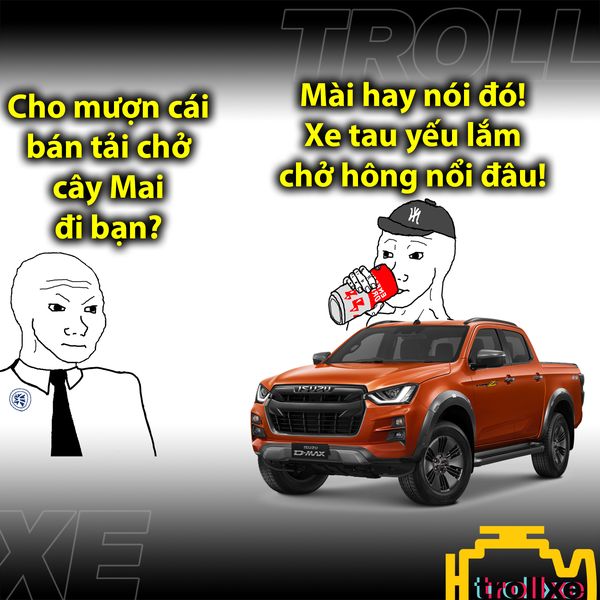 TROLL
Cho mượn cái
bán tải chở
cây Mai
đi bạn?
Mài hay nói đó!
Xe tau yếu lắm
chở hông nổi đâu!
ISUZU
ISUZU
D-MAX
XE
trollxe